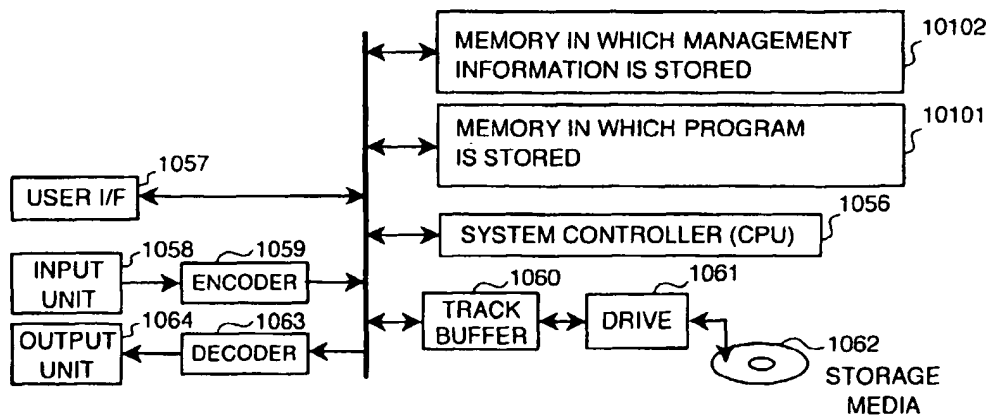 10102
MEMORY IN WHICH MANAGEMENT
INFORMATION IS STORED
10101
MEMORY IN WHICH PROGRAM
IS STORED
1057
USER I/F
1056
SYSTEM CONTROLLER (CPU)
1058
INPUT
UNIT
1059
ENCODER
1060
TRACK
BUFFER
1061
DRIVE
1064
OUTPUT
UNIT
1063
DECODER
1062
STORAGE
MEDIA